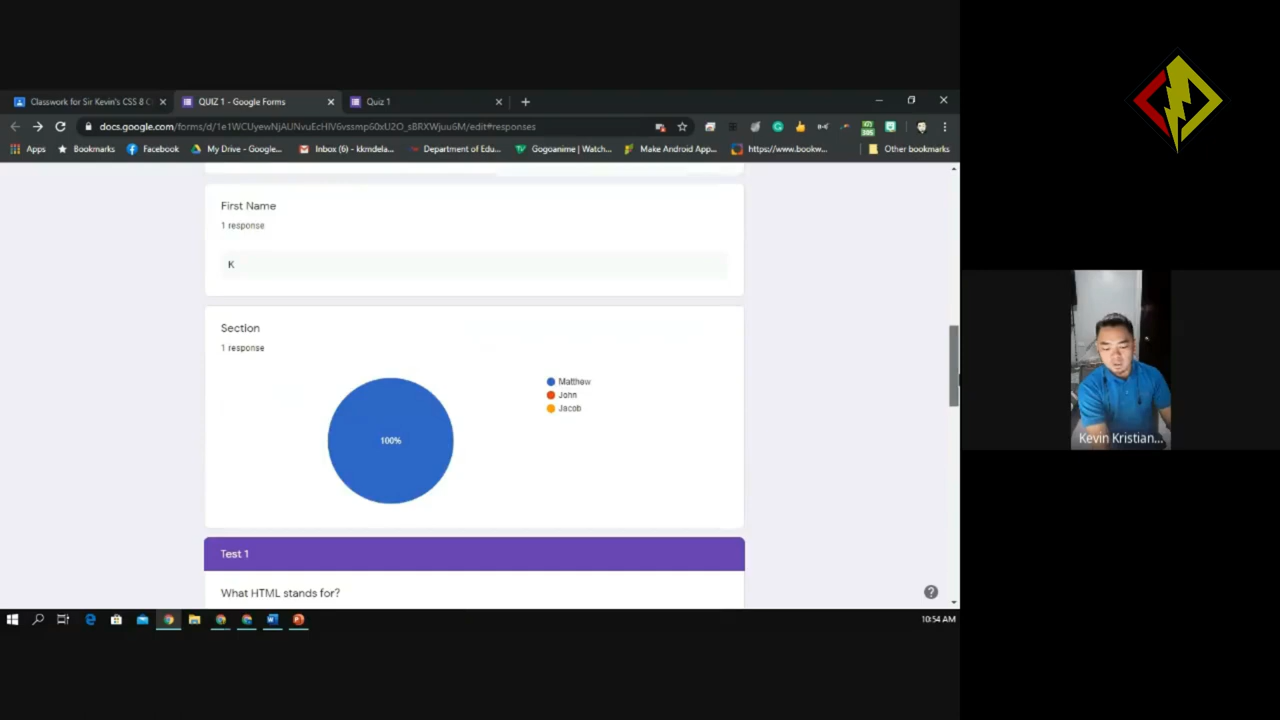 Classwork for Sir Kevin's CSS 8 C
QUIZ 1 - Google Forms
Quiz 1
docs.google.com/forms/d/1e1WCUyewNjAUNvuEcHIV6vssmp60xU2O_sBRXWjuu6M/edit#responses
Apps
Bookmarks
Facebook
My Drive - Google...
Inbox (6) - kkmdela...
Department of Edu...
Gogoanime | Watch...
Make Android App...
https://www.bookw...
Other bookmarks
First Name
1 response
K
Section
1 response
100%
Matthew
John
Jacob
Test 1
What HTML stands for?
10:54 AM
Kevin Kristian...